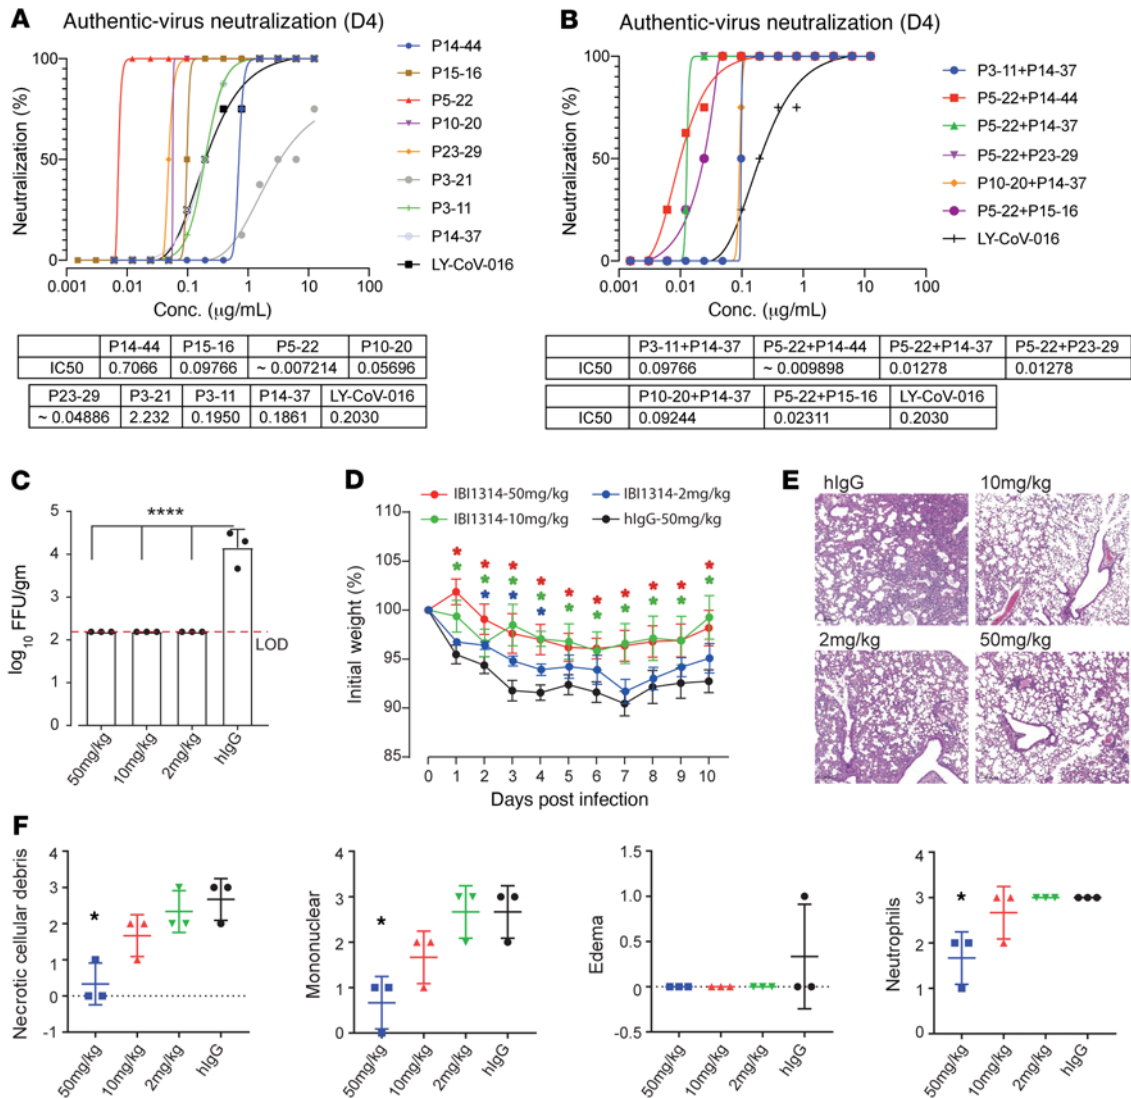 A
Authentic-virus neutralization (D4)
Neutralization (%)
100
50
0
0.001
0.01
0.1
1
10
100
Conc. (μg/mL)
P14-44
P15-16
P5-22
P10-20
P23-29
P3-21
P3-11
P14-37
LY-CoV-016
P14-44 P15-16 P5-22 P10-20
IC50 0.7066 0.09766 ~ 0.007214 0.05696
P23-29 P3-21 P3-11 P14-37 LY-CoV-016
~ 0.04886 2.232 0.1950 0.1861 0.2030
B
Authentic-virus neutralization (D4)
Neutralization (%)
100
50
0
0.001
0.01
0.1
1
10
100
Conc. (μg/mL)
P3-11+P14-37
P5-22+P14-44
P5-22+P14-37
P5-22+P23-29
P10-20+P14-37
P5-22+P15-16
LY-CoV-016
P3-11+P14-37 P5-22+P14-44 P5-22+P14-37 P5-22+P23-29
IC50 0.09766 ~ 0.009898 0.01278 0.01278
P10-20+P14-37 P5-22+P15-16 LY-CoV-016
IC50 0.09244 0.02311 0.2030
C
log10 FFU/gm
5
4
3
2
1
0
****
LOD
50mg/kg
10mg/kg
2mg/kg
hIgG
D
IBI1314-50mg/kg
IBI1314-2mg/kg
IBI1314-10mg/kg
hIgG-50mg/kg
Initial weight (%)
110
105
100
95
90
85
* * * * * * * * * *
* * * * * * * * * *
* * *
0 1 2 3 4 5 6 7 8 9 10
Days post infection
E
hIgG
10mg/kg
2mg/kg
50mg/kg
F
Necrotic cellular debris
4
3
2
1
0
-1
*
50mg/kg
10mg/kg
2mg/kg
hIgG
Mononuclear
4
3
2
1
0
*
50mg/kg
10mg/kg
2mg/kg
hIgG
Edema
1.5
1.0
0.5
0.0
-0.5
50mg/kg
10mg/kg
2mg/kg
hIgG
Neutrophils
4
3
2
1
0
*
50mg/kg
10mg/kg
2mg/kg
hIgG